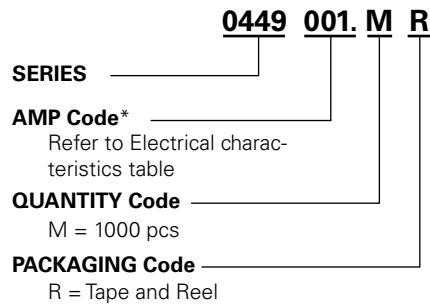 0449 001. M R
SERIES
AMP Code*
Refer to Electrical charac-
teristics table
QUANTITY Code
M = 1000 pcs
PACKAGING Code
R = Tape and Reel